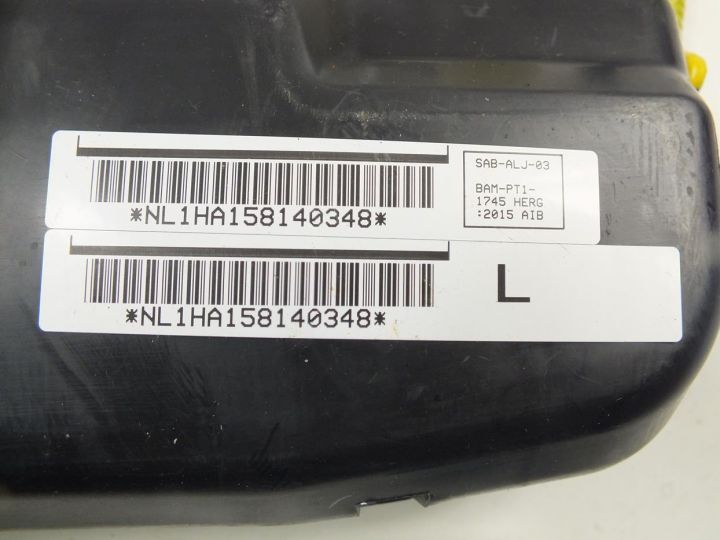 SAB-ALJ-03
BAM-PT1-
1745 HERG
:2015 AIB
*NL1HA158140348*
L
*NL1HA158140348*